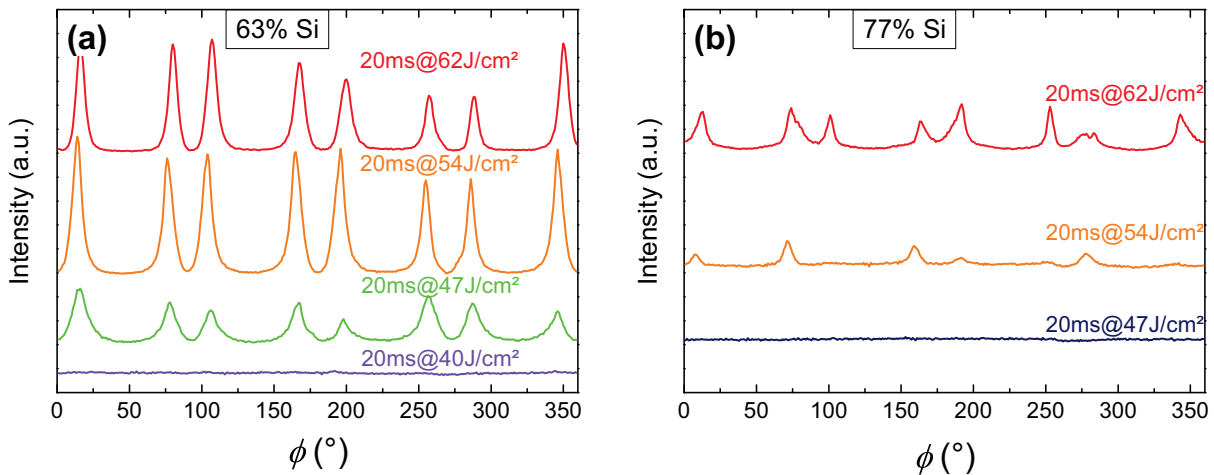 (a)
63% Si
20ms@62J/cm²
20ms@54J/cm²
20ms@47J/cm²
20ms@40J/cm²
Intensity (a.u.)
0 50 100 150 200 250 300 350
ϕ (°)
(b)
77% Si
20ms@62J/cm²
20ms@54J/cm²
20ms@47J/cm²
Intensity (a.u.)
0 50 100 150 200 250 300 350
ϕ (°)